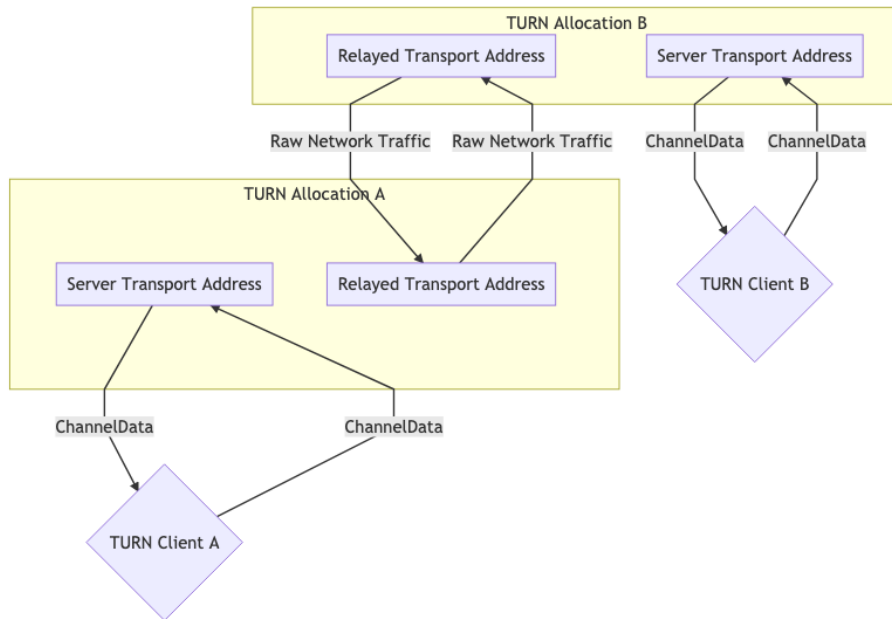 TURN Allocation B
Relayed Transport Address
Server Transport Address
Raw Network Traffic
Raw Network Traffic
ChannelData
ChannelData
TURN Allocation A
Server Transport Address
Relayed Transport Address
TURN Client B
ChannelData
ChannelData
TURN Client A